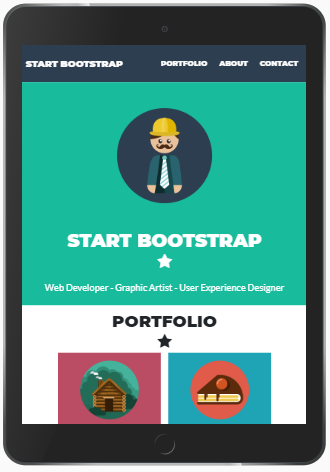 START BOOTSTRAP PORTFOLIO ABOUT CONTACT
START BOOTSTRAP
Web Developer - Graphic Artist - User Experience Designer
PORTFOLIO